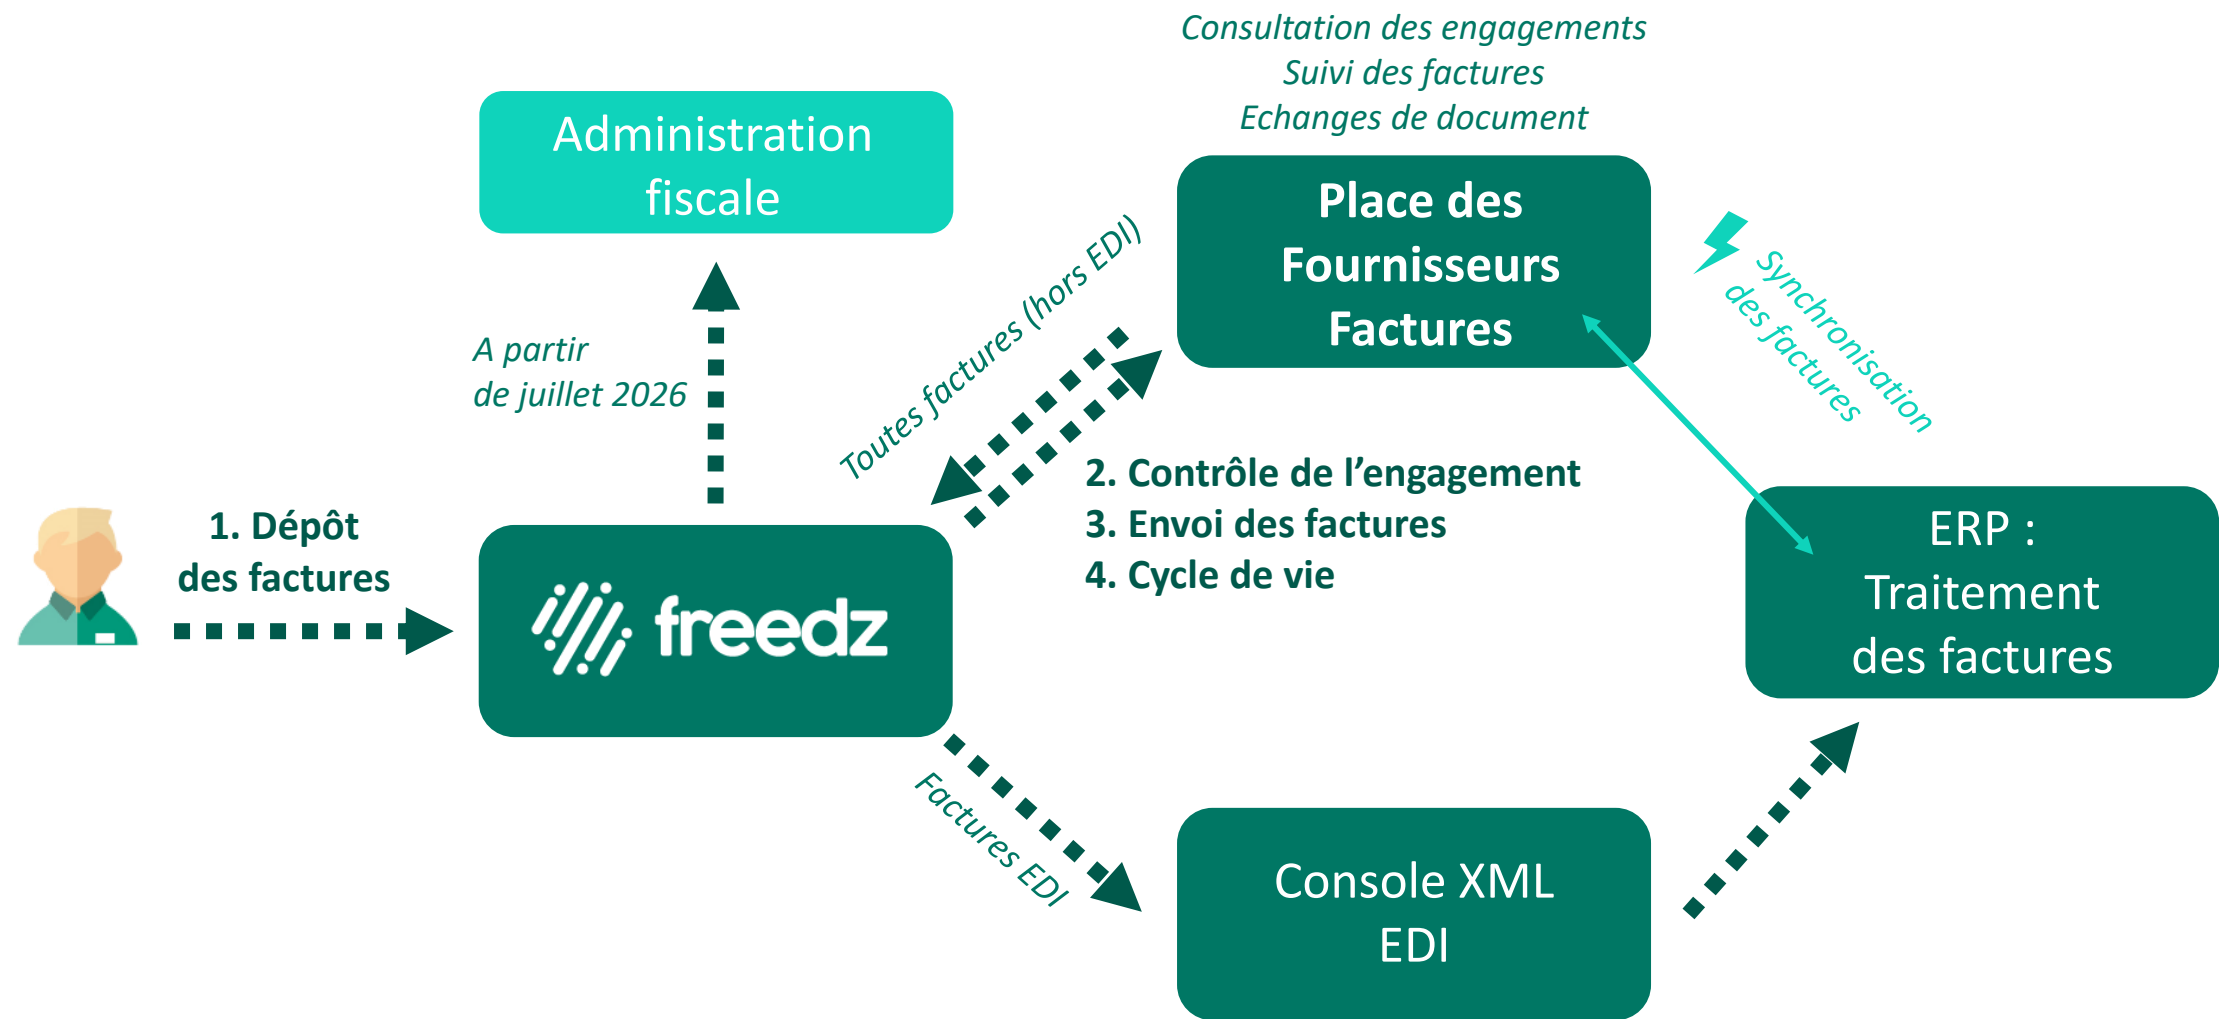 Consultation des engagements
Suivi des factures
Echanges de document
Administration
fiscale
Place des
Fournisseurs
Factures
Synchronisation
des factures
Toutes factures (hors EDI)
A partir
de juillet 2026
2. Contrôle de l’engagement
3. Envoi des factures
4. Cycle de vie
1. Dépôt
des factures
freedz
ERP :
Traitement
des factures
Factures EDI
Console XML
EDI